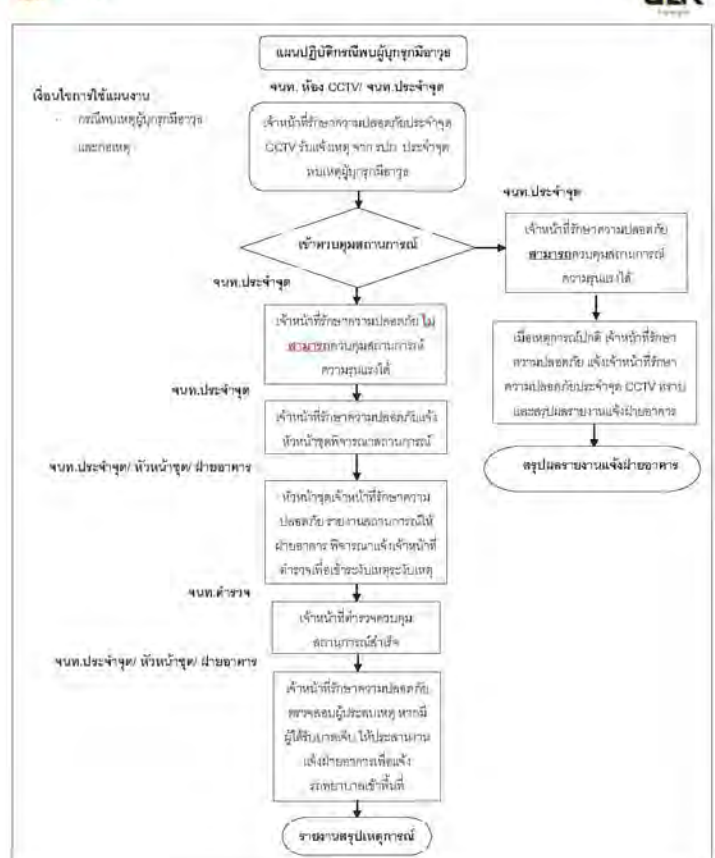 แผนปฏิบัติกรณีพบผู้บุกรุกมีอาวุธ
เงื่อนไขการใช้แผนงาน
- กรณีพบเหตุผู้บุกรุกมีอาวุธ
และก่อเหตุ
จนท. ห้อง CCTV/ จนท.ประจำจุด
เจ้าหน้าที่รักษาความปลอดภัยประจำจุด
CCTV รับแจ้งเหตุ จาก รปภ. ประจำจุด
พบเหตุผู้บุกรุกมีอาวุธ
เข้าควบคุมสถานการณ์
จนท.ประจำจุด
เจ้าหน้าที่รักษาความปลอดภัย
สามารถควบคุมสถานการณ์
ความรุนแรงได้
เมื่อเหตุการณ์ปกติ เจ้าหน้าที่รักษา
ความปลอดภัย แจ้งเจ้าหน้าที่รักษา
ความปลอดภัยประจำจุด CCTV ทราบ
และสรุปผลรายงานแจ้งฝ่ายอาคาร
สรุปผลรายงานแจ้งฝ่ายอาคาร
จนท.ประจำจุด
เจ้าหน้าที่รักษาความปลอดภัย ไม่
สามารถควบคุมสถานการณ์
ความรุนแรงได้
จนท.ประจำจุด
เจ้าหน้าที่รักษาความปลอดภัยแจ้ง
หัวหน้าชุดพิจารณาสถานการณ์
จนท.ประจำจุด/ หัวหน้าชุด/ ฝ่ายอาคาร
หัวหน้าชุดเจ้าหน้าที่รักษาความ
ปลอดภัย รายงานสถานการณ์ให้
ฝ่ายอาคาร พิจารณาแจ้งเจ้าหน้าที่
ตำรวจเพื่อเข้าระงับเหตุระงับเหตุ
จนท.ตำรวจ
เจ้าหน้าที่ตำรวจควบคุม
สถานการณ์สำเร็จ
จนท.ประจำจุด/ หัวหน้าชุด/ ฝ่ายอาคาร
เจ้าหน้าที่รักษาความปลอดภัย
ตรวจสอบผู้ประสบเหตุ หากมี
ผู้ได้รับบาดเจ็บ ให้ประสานงาน
แจ้งฝ่ายอาคารเพื่อแจ้ง
รถพยาบาลเข้าพื้นที่
รายงานสรุปเหตุการณ์